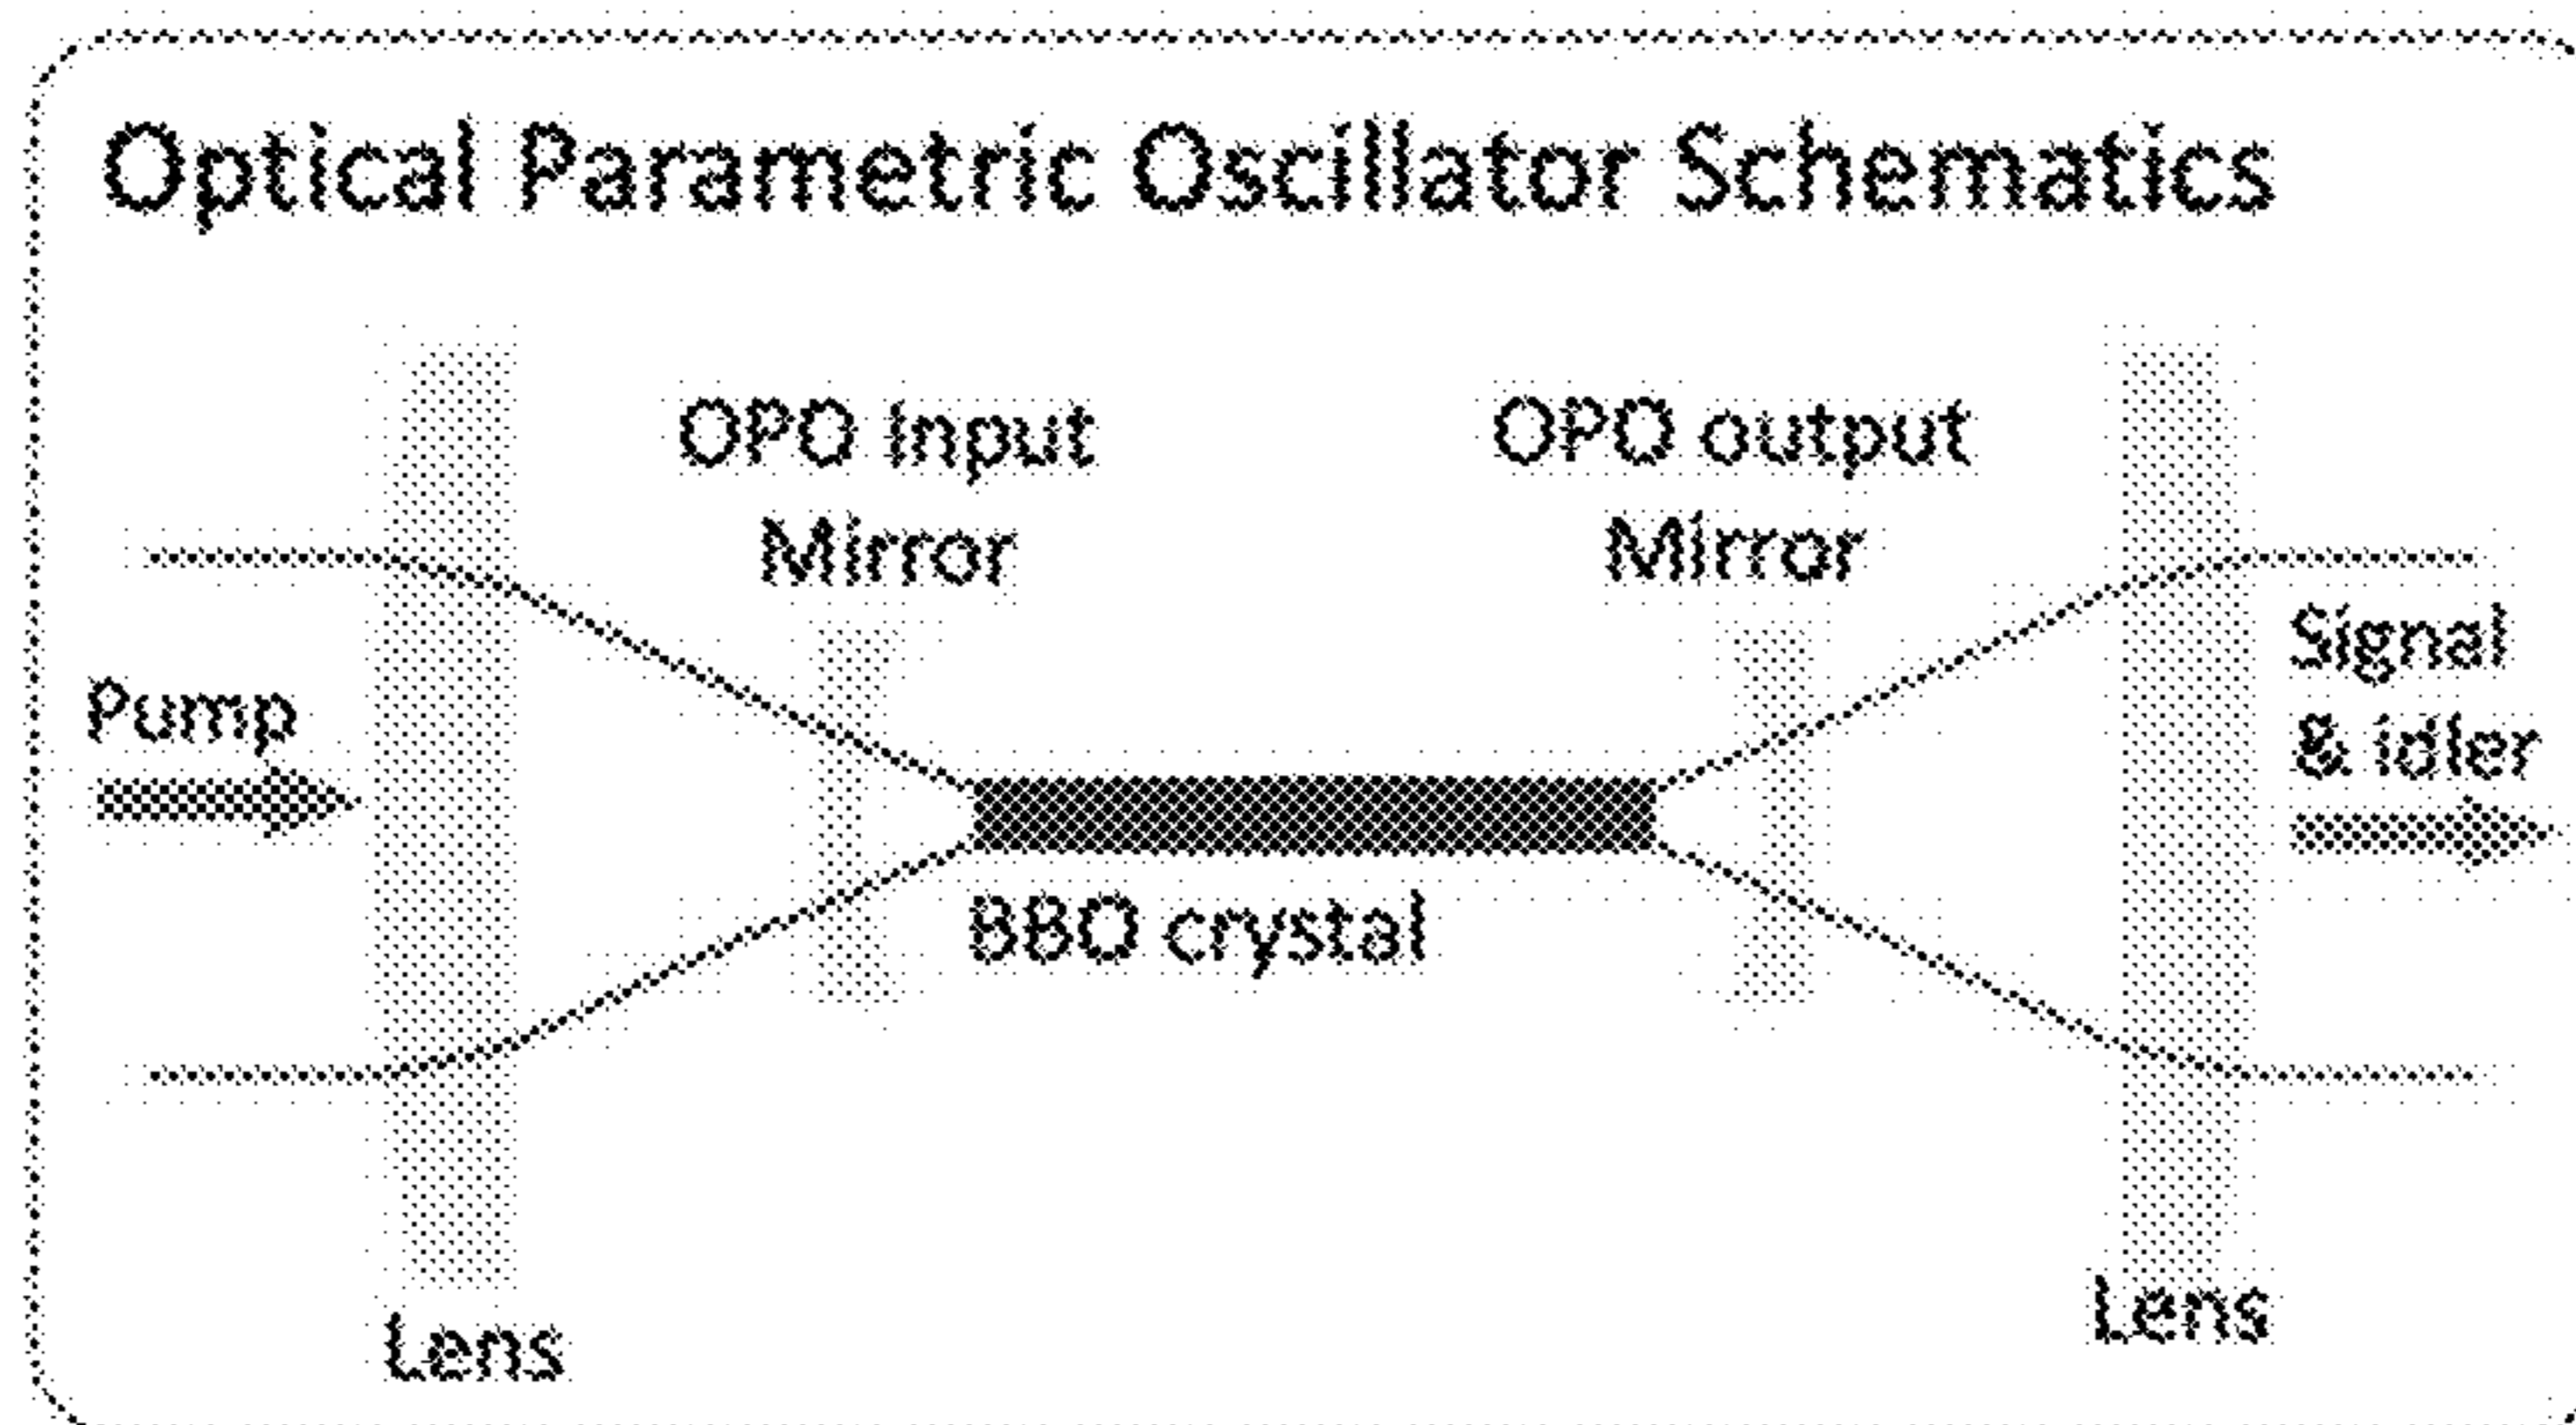 Optical Parametric Oscillator Schematics
OPO input
Mirror
OPO output
Mirror
Pump
Signal
& idler
BBO crystal
Lens
Lens